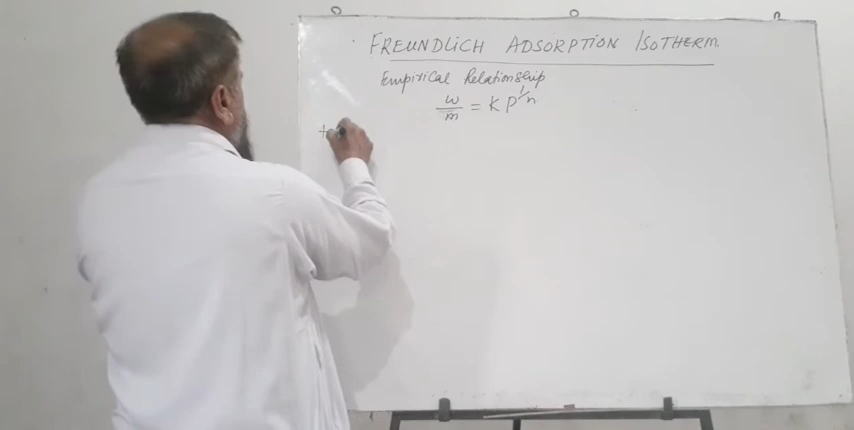 FREUNDLICH ADSORPTION ISOTHERM.
Empirical Relationship
w/m = K P^1/n